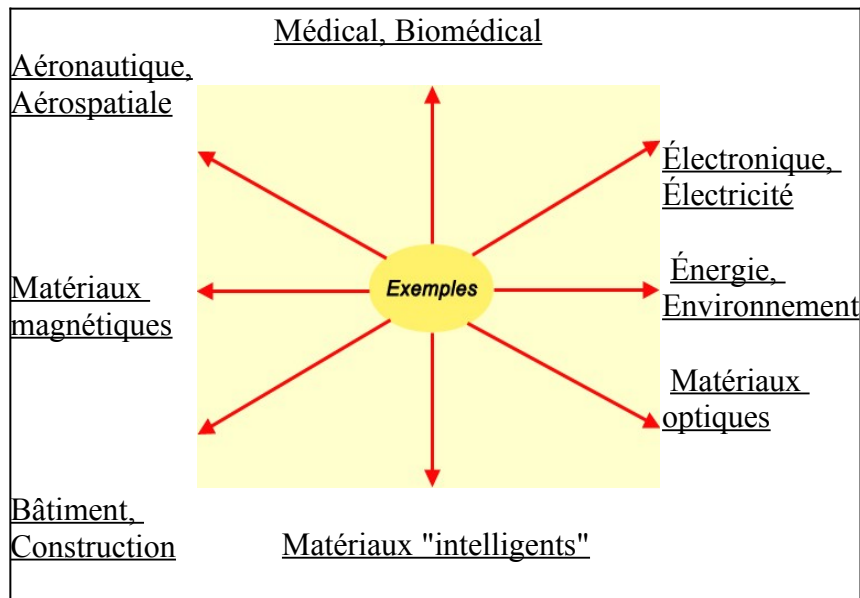 Médical, Biomédical
Aéronautique,
Aérospatiale
Électronique,
Électricité
Matériaux
magnétiques
Exemples
Énergie,
Environnement
Matériaux
optiques
Bâtiment,
Construction
Matériaux "intelligents"